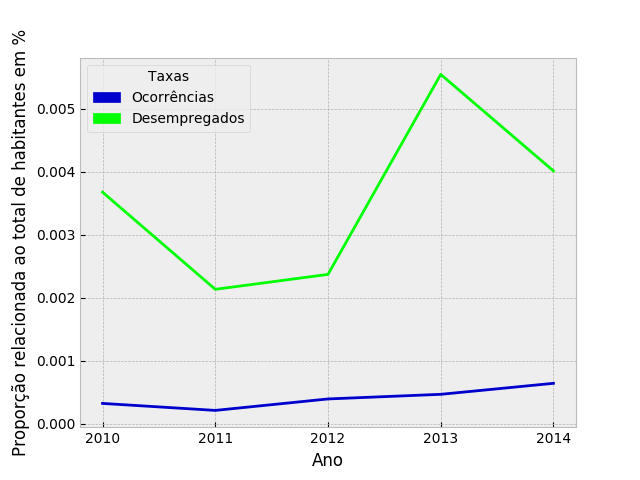 Proporção relacionada ao total de habitantes em %
Taxas
Ocorrências
Desempregados
0.005
0.004
0.003
0.002
0.001
0.000
2010 2011 2012 2013 2014
Ano